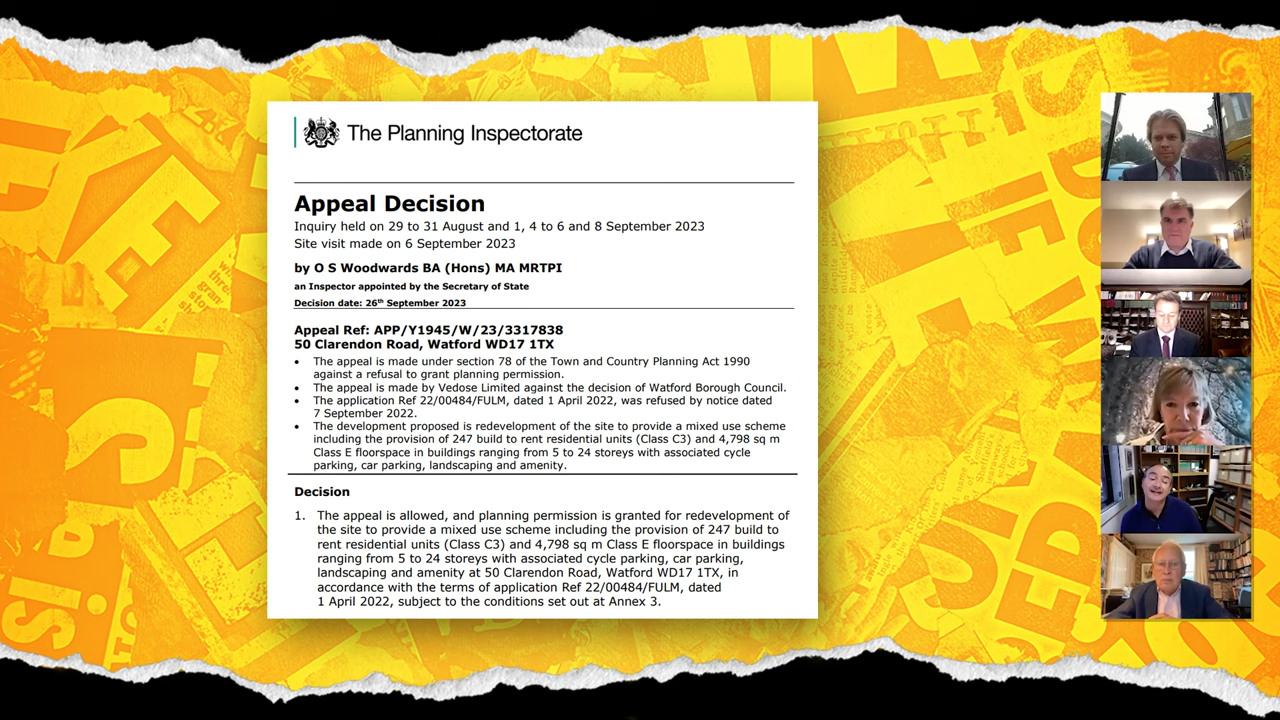 The Planning Inspectorate
Appeal Decision
Inquiry held on 29 to 31 August and 1, 4 to 6 and 8 September 2023
Site visit made on 6 September 2023
by O S Woodwards BA (Hons) MA MRTPI
an Inspector appointed by the Secretary of State
Decision date: 26th September 2023
Appeal Ref: APP/Y1945/W/23/3317838
50 Clarendon Road, Watford WD17 1TX
• The appeal is made under section 78 of the Town and Country Planning Act 1990
against a refusal to grant planning permission.
• The appeal is made by Vedose Limited against the decision of Watford Borough Council.
• The application Ref 22/00484/FULM, dated 1 April 2022, was refused by notice dated
7 September 2022.
• The development proposed is redevelopment of the site to provide a mixed use scheme
including the provision of 247 build to rent residential units (Class C3) and 4,798 sq m
Class E floorspace in buildings ranging from 5 to 24 storeys with associated cycle
parking, car parking, landscaping and amenity.
Decision
1. The appeal is allowed, and planning permission is granted for redevelopment of
the site to provide a mixed use scheme including the provision of 247 build to
rent residential units (Class C3) and 4,798 sq m Class E floorspace in buildings
ranging from 5 to 24 storeys with associated cycle parking, car parking,
landscaping and amenity at 50 Clarendon Road, Watford WD17 1TX, in
accordance with the terms of application Ref 22/00484/FULM, dated
1 April 2022, subject to the conditions set out at Annex 3.